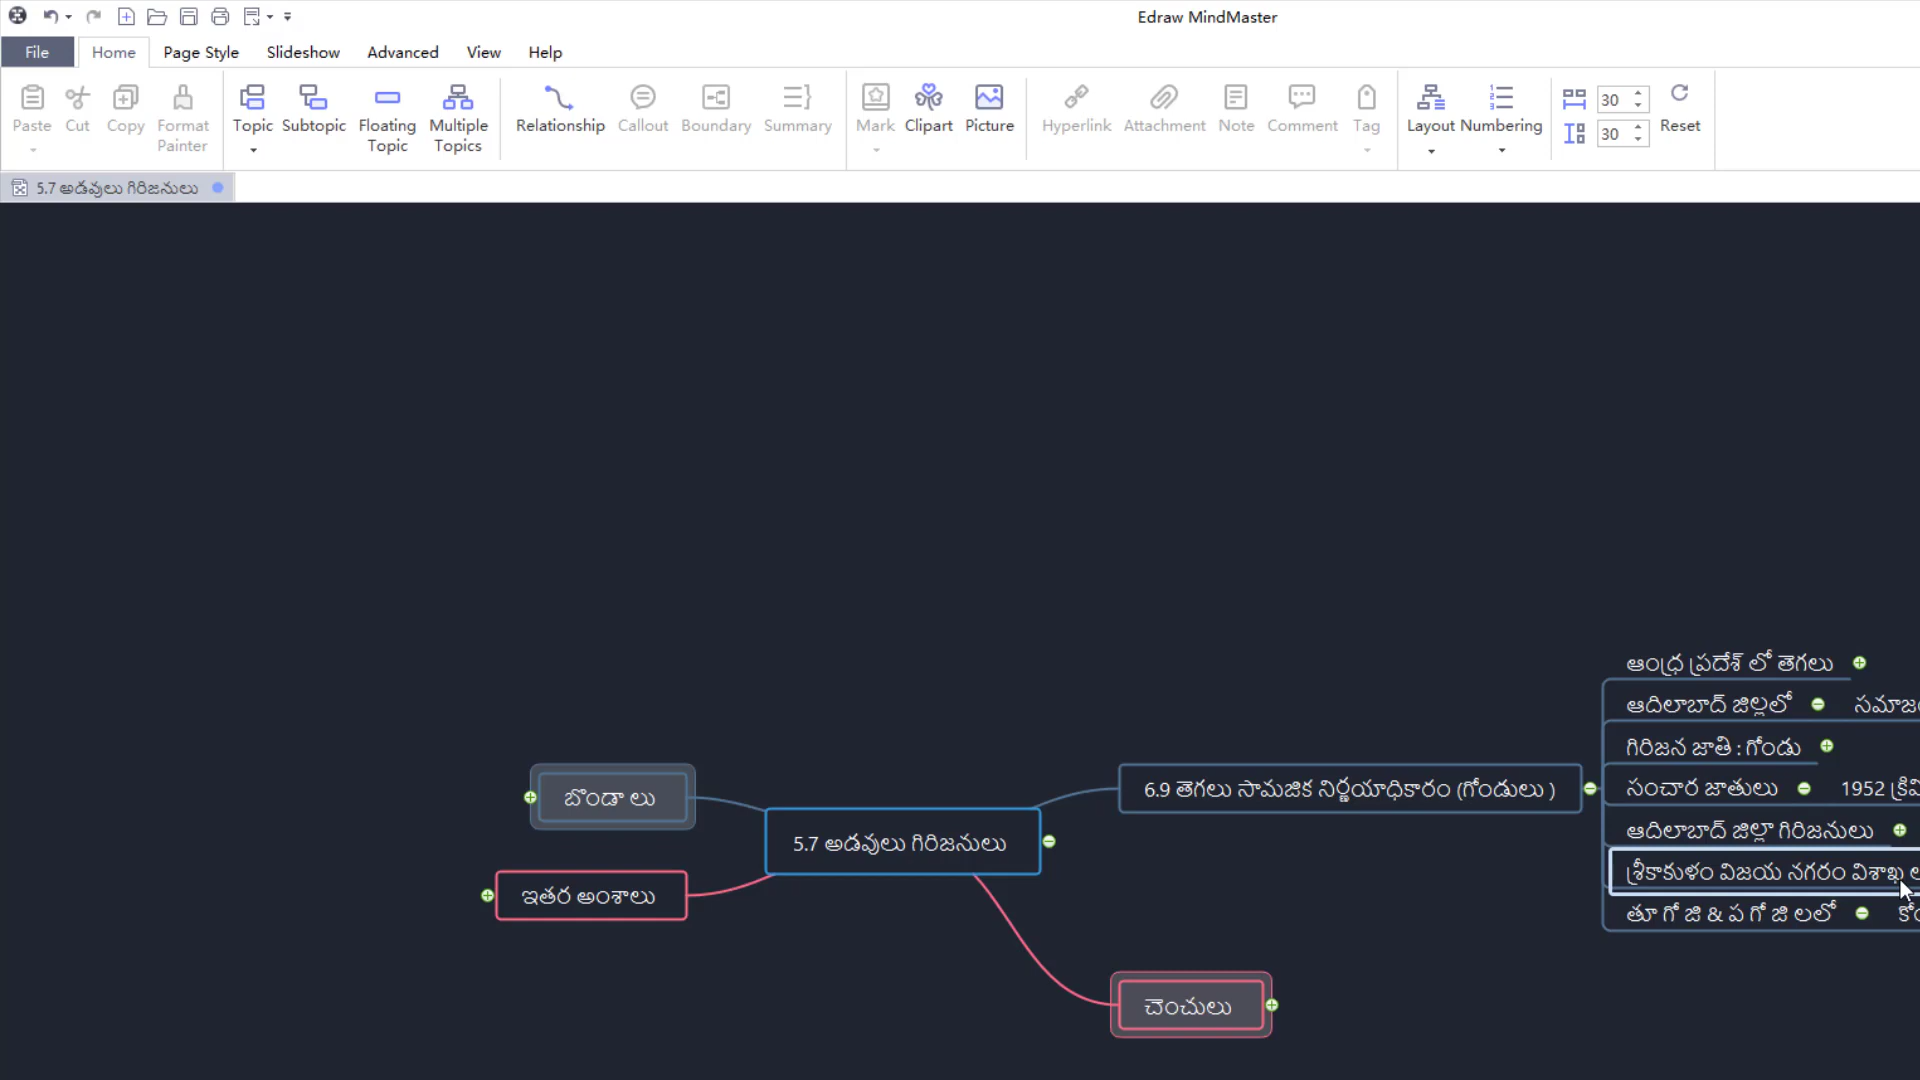 Edraw MindMaster
File Home Page Style Slideshow Advanced View Help
Paste Cut Copy Format Painter Topic Subtopic Floating Topic Multiple Topics Relationship Callout Boundary Summary Mark Clipart Picture Hyperlink Attachment Note Comment Tag Layout Numbering 30 30 Reset
5.7 అడవులు గిరిజనులు
ఆంధ్ర ప్రదేశ్ లో తెగలు
ఆదిలాబాద్ జిల్లలో
గిరిజన జాతి : గోండు
సంచార జాతులు 1952
ఆదిలాబాద్ జిల్లా గిరిజనులు
శ్రీకాకుళం విజయ నగరం విశాఖ
తూ గో జి & ప గో జి లలో
6.9 తెగలు సామజిక నిర్ణయాధికారం (గోండులు )
బొండా లు
5.7 అడవులు గిరిజనులు
ఇతర అంశాలు
చెంచులు